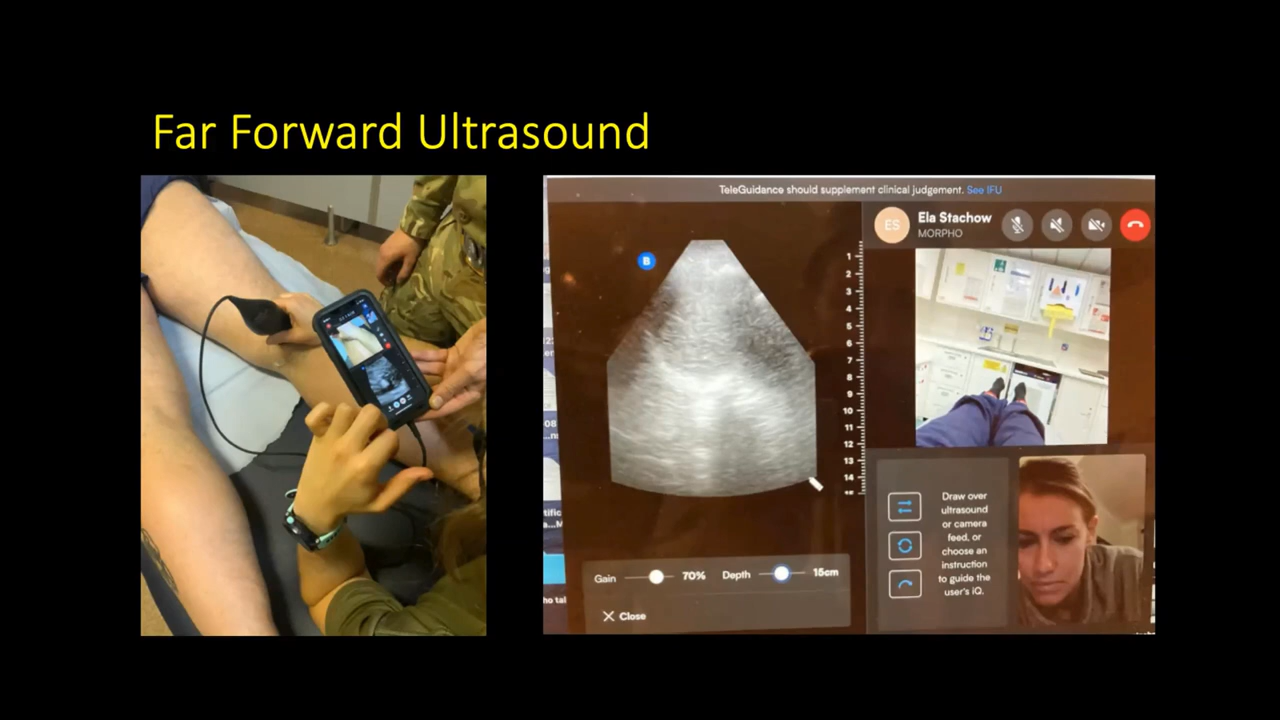 Far Forward Ultrasound
TeleGuidance should supplement clinical judgement. See IFU
ES
Ela Stachow
MORPHO
B
1
2
3
4
5
6
7
8
9
10
11
12
13
14
Draw over
ultrasound
or camera
feed, or
choose an
instruction
to guide the
user's iQ.
Gain 70% Depth 15cm
Close